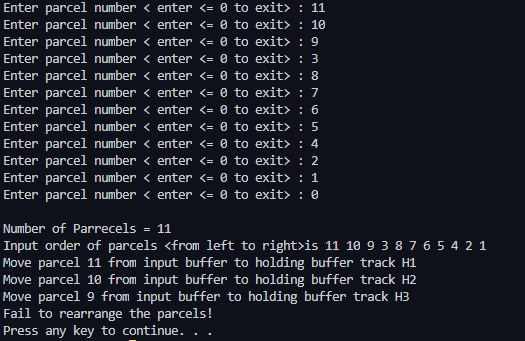 Enter parcel number < enter <= 0 to exit> : 11
Enter parcel number < enter <= 0 to exit> : 10
Enter parcel number < enter <= 0 to exit> : 9
Enter parcel number < enter <= 0 to exit> : 3
Enter parcel number < enter <= 0 to exit> : 8
Enter parcel number < enter <= 0 to exit> : 7
Enter parcel number < enter <= 0 to exit> : 6
Enter parcel number < enter <= 0 to exit> : 5
Enter parcel number < enter <= 0 to exit> : 4
Enter parcel number < enter <= 0 to exit> : 2
Enter parcel number < enter <= 0 to exit> : 1
Enter parcel number < enter <= 0 to exit> : 0
Number of Parrecels = 11
Input order of parcels <from left to right>is 11 10 9 3 8 7 6 5 4 2 1
Move parcel 11 from input buffer to holding buffer track H1
Move parcel 10 from input buffer to holding buffer track H2
Move parcel 9 from input buffer to holding buffer track H3
Fail to rearrange the parcels!
Press any key to continue. . .